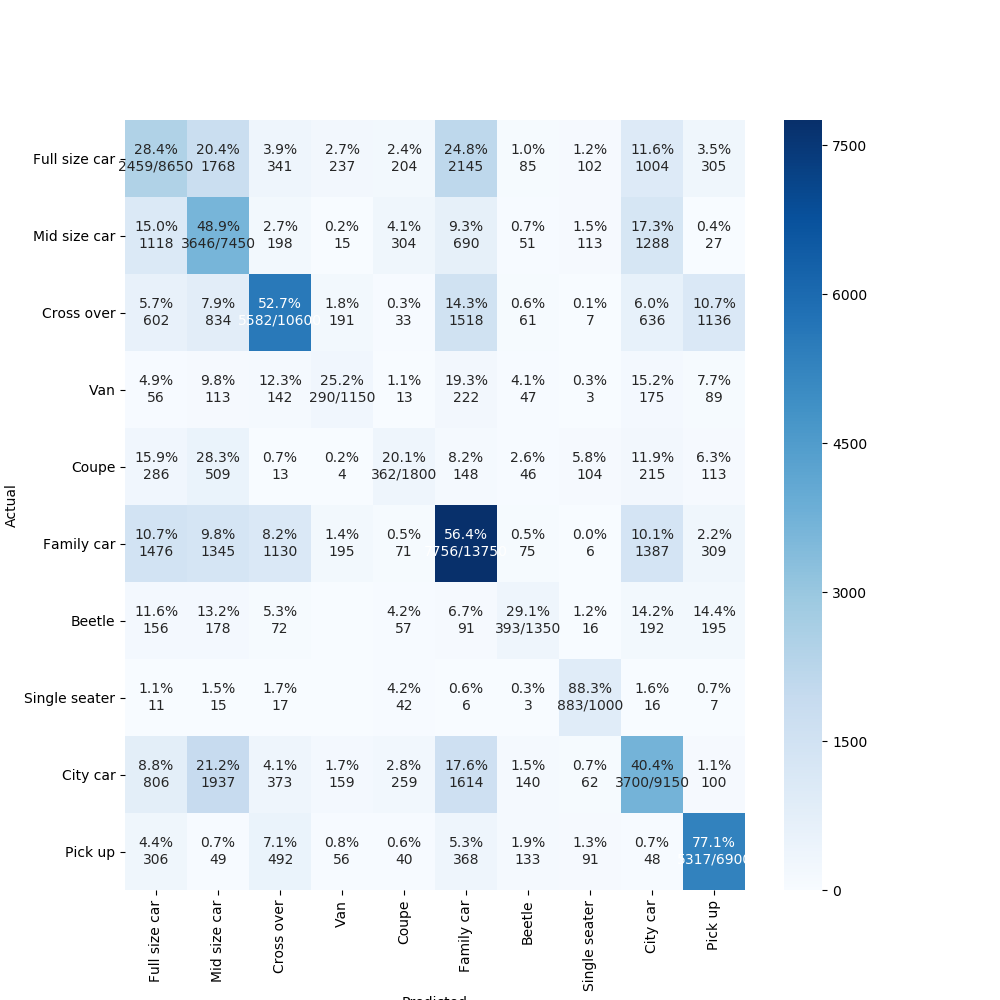 Full size car
28.4% 20.4% 3.9% 2.7% 2.4% 24.8% 1.0% 1.2% 11.6% 3.5%
2459/8650 1768 341 237 204 2145 85 102 1004 305
Mid size car
15.0% 48.9% 2.7% 0.2% 4.1% 9.3% 0.7% 1.5% 17.3% 0.4%
1118 3646/7450 198 15 304 690 51 113 1288 27
Cross over
5.7% 7.9% 52.7% 1.8% 0.3% 14.3% 0.6% 0.1% 6.0% 10.7%
602 834 5582/10600 191 33 1518 61 7 636 1136
Van
4.9% 9.8% 12.3% 25.2% 1.1% 19.3% 4.1% 0.3% 15.2% 7.7%
56 113 142 290/1150 13 222 47 3 175 89
Coupe
15.9% 28.3% 0.7% 0.2% 20.1% 8.2% 2.6% 5.8% 11.9% 6.3%
286 509 13 4 362/1800 148 46 104 215 113
Family car
10.7% 9.8% 8.2% 1.4% 0.5% 56.4% 0.5% 0.0% 10.1% 2.2%
1476 1345 1130 195 71 7756/13750 75 6 1387 309
Beetle
11.6% 13.2% 5.3% 4.2% 6.7% 29.1% 1.2% 14.2% 14.4%
156 178 72 57 91 393/1350 16 192 195
Single seater
1.1% 1.5% 1.7% 4.2% 0.6% 0.3% 88.3% 1.6% 0.7%
11 15 17 42 6 3 883/1000 16 7
City car
8.8% 21.2% 4.1% 1.7% 2.8% 17.6% 1.5% 0.7% 40.4% 1.1%
806 1937 373 159 259 1614 140 62 3700/9150 100
Pick up
4.4% 0.7% 7.1% 0.8% 0.6% 5.3% 1.9% 1.3% 0.7% 77.1%
306 49 492 56 40 368 133 91 48 5317/6900
Actual
Full size car
Mid size car
Cross over
Van
Coupe
Family car
Beetle
Single seater
City car
Pick up
Predicted
7500
6000
4500
3000
1500
0